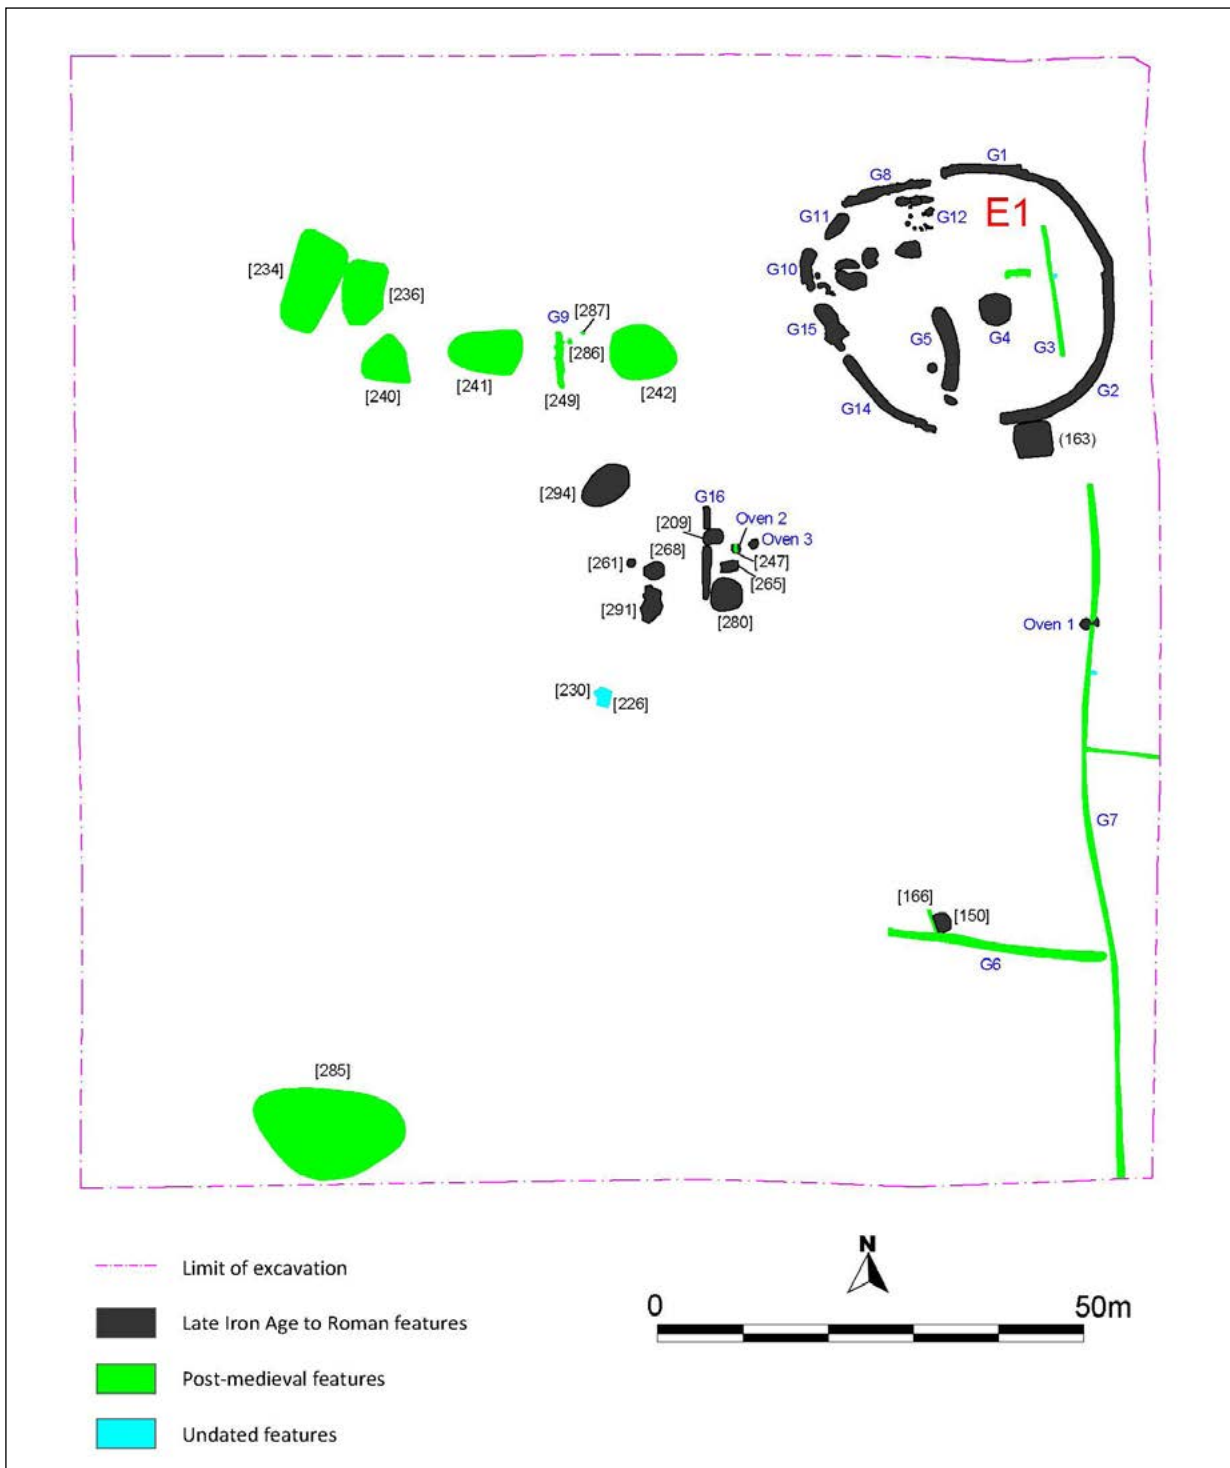 G1
G8
G11
G12
E1
G10
[234]
[236]
G15
G9
[287]
G5
G4
G3
[286]
[240]
[241]
[249]
[242]
G14
G2
(163)
[294]
G16
[209]
Oven 2
[261]
[268]
Oven 3
[247]
[265]
[291]
[280]
Oven 1
[230]
[226]
G7
[166]
[150]
G6
[285]
Limit of excavation
Late Iron Age to Roman features
Post-medieval features
Undated features
N
0 50m